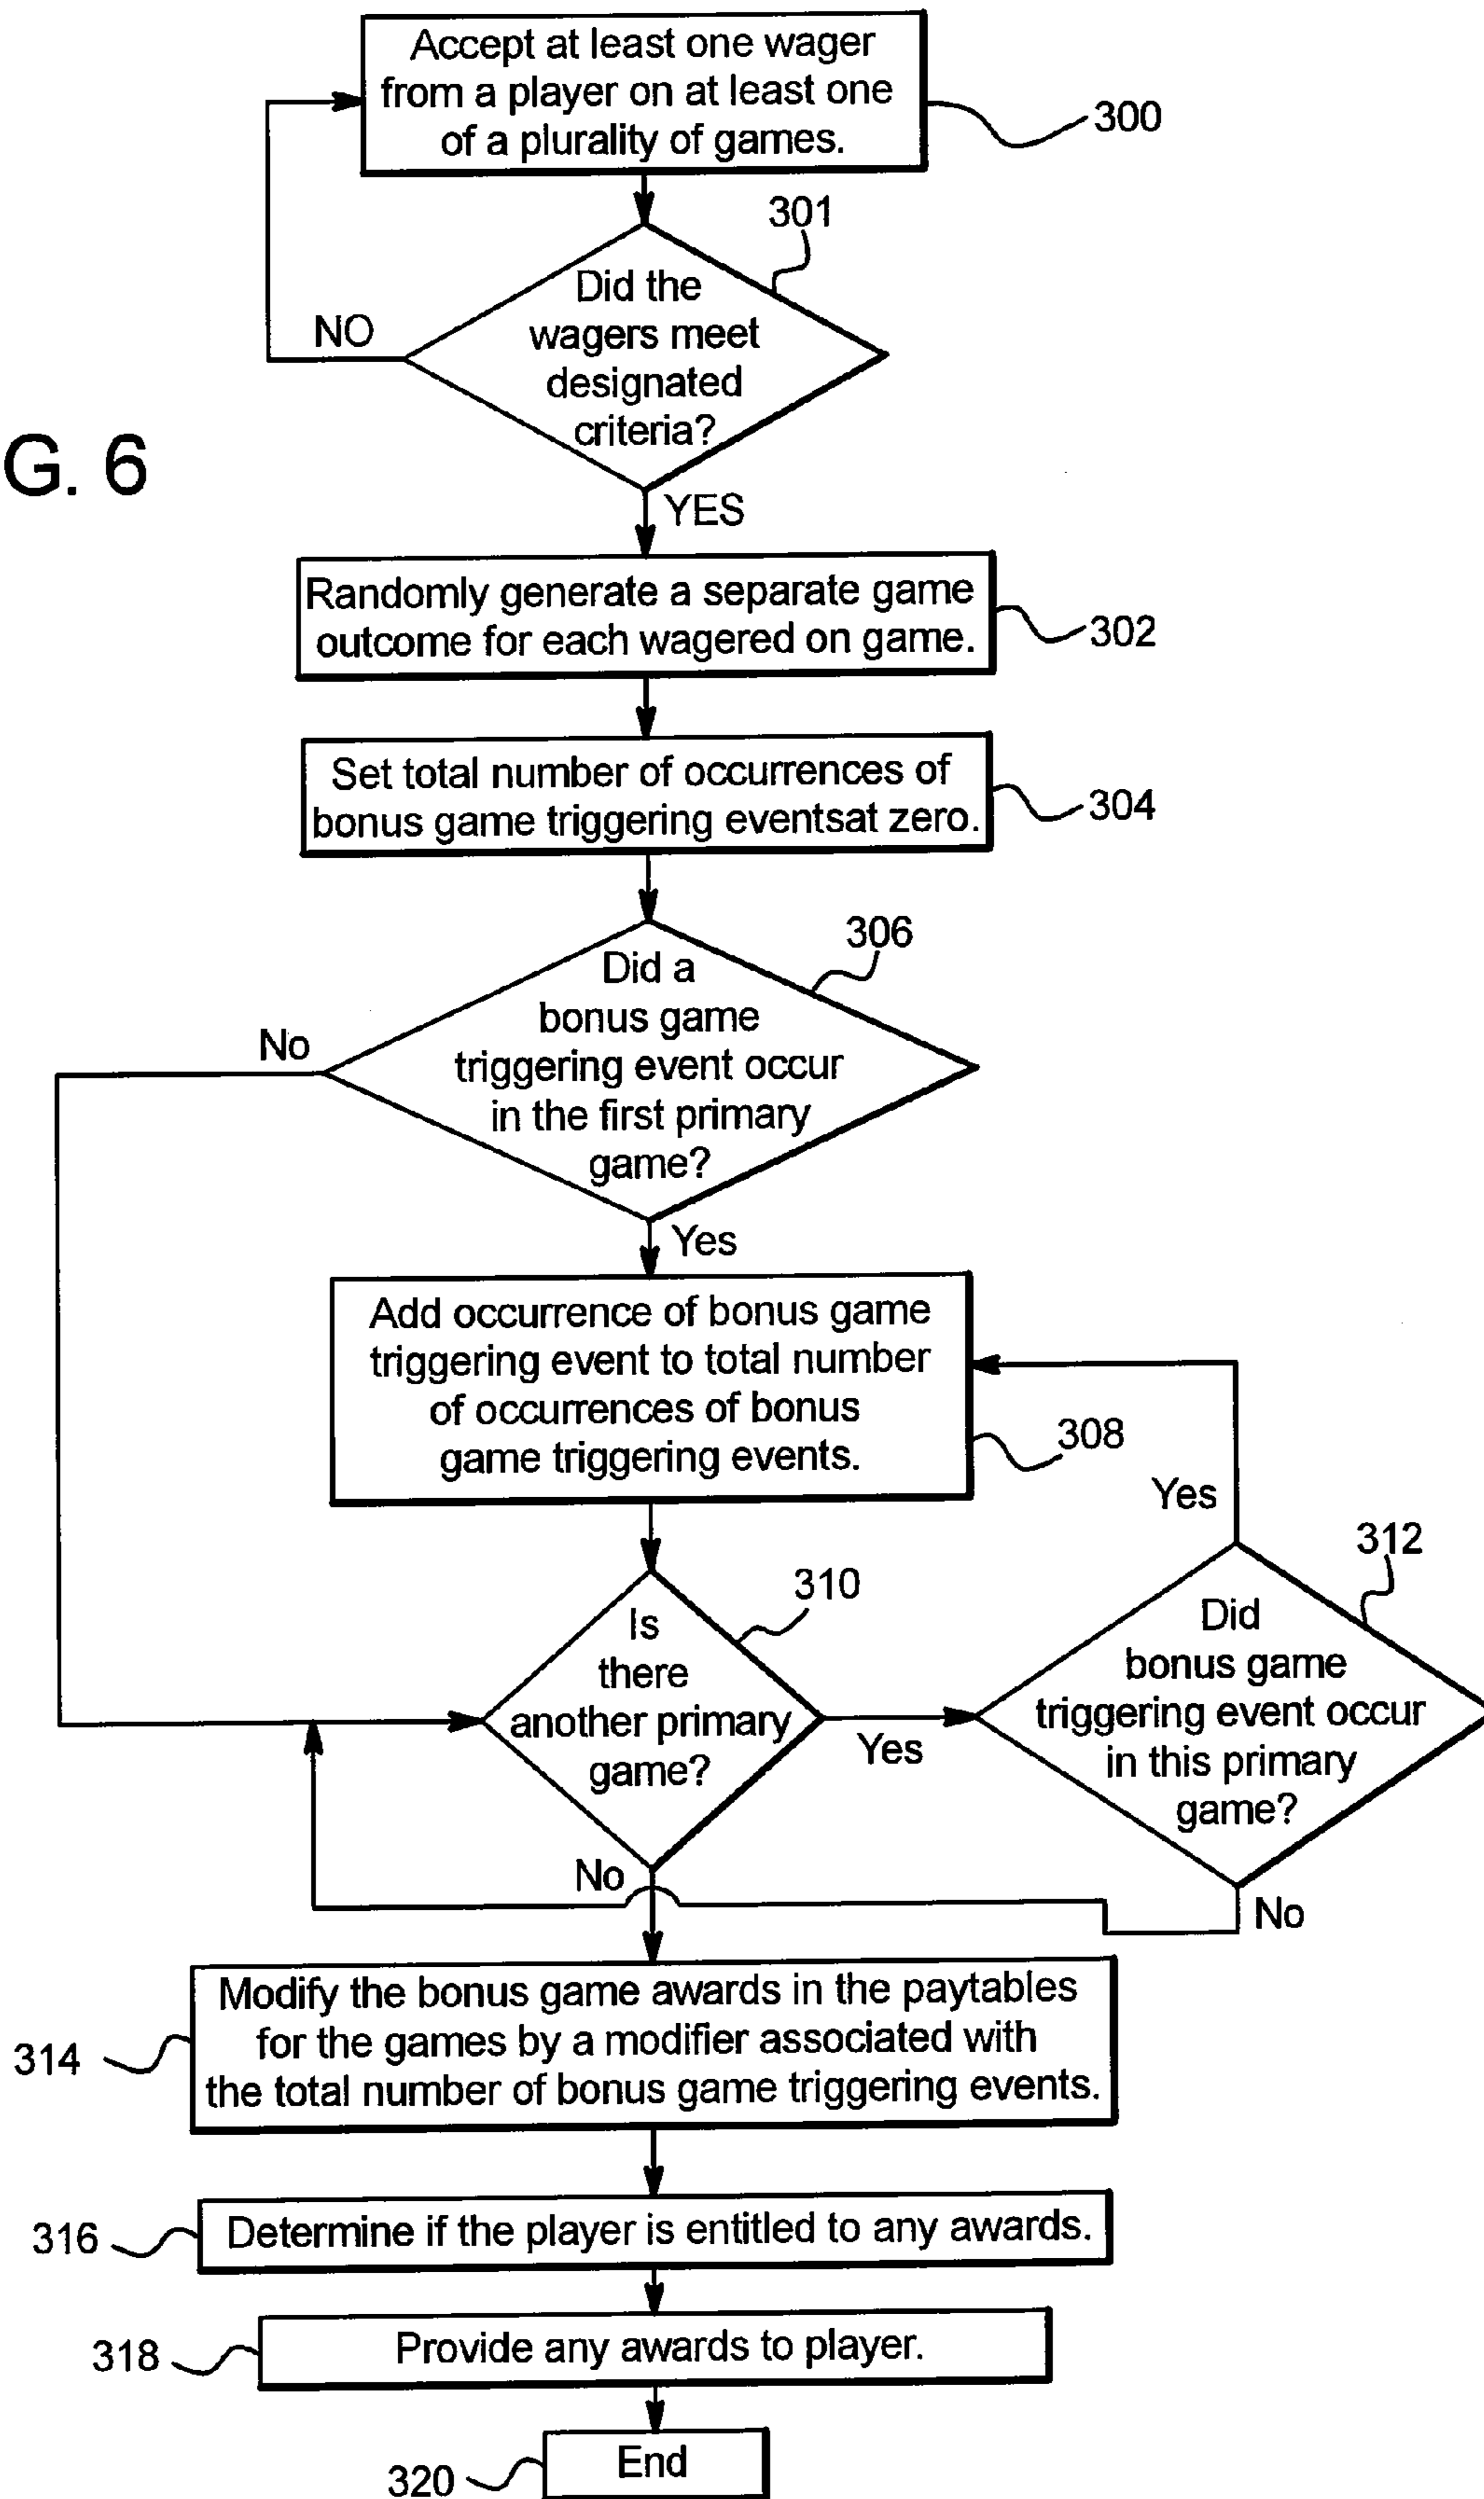 Accept at least one wager
from a player on at least one
of a plurality of games.
300
301
Did the
wagers meet
designated
criteria?
NO
G. 6
YES
Randomly generate a separate game
outcome for each wagered on game.
302
Set total number of occurrences of
bonus game triggering eventsat zero.
304
306
Did a
bonus game
triggering event occur
in the first primary
game?
No
Yes
Add occurrence of bonus game
triggering event to total number
of occurrences of bonus
game triggering events.
308
Yes
312
310
Is
there
another primary
game?
Yes
Did
bonus game
triggering event occur
in this primary
game?
No
No
Modify the bonus game awards in the paytables
for the games by a modifier associated with
the total number of bonus game triggering events.
314
Determine if the player is entitled to any awards.
316
Provide any awards to player.
318
End
320